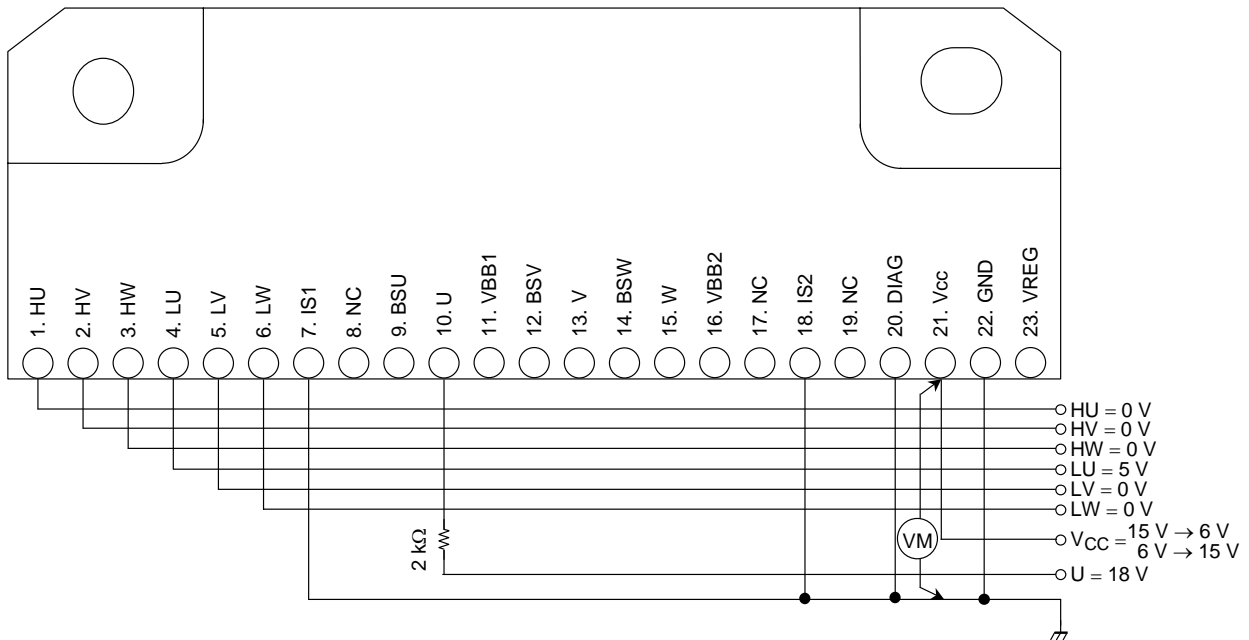 1. HU
2. HV
3. HW
4. LU
5. LV
6. LW
7. IS1
8. NC
9. BSU
10. U
11. VBB1
12. BSV
13. V
14. BSW
15. W
16. VBB2
17. NC
18. IS2
19. NC
20. DIAG
21. Vcc
22. GND
23. VREG
HU = 0 V
HV = 0 V
HW = 0 V
LU = 5 V
LV = 0 V
LW = 0 V
2 kΩ
VM
VCC = 15 V → 6 V
6 V → 15 V
U = 18 V